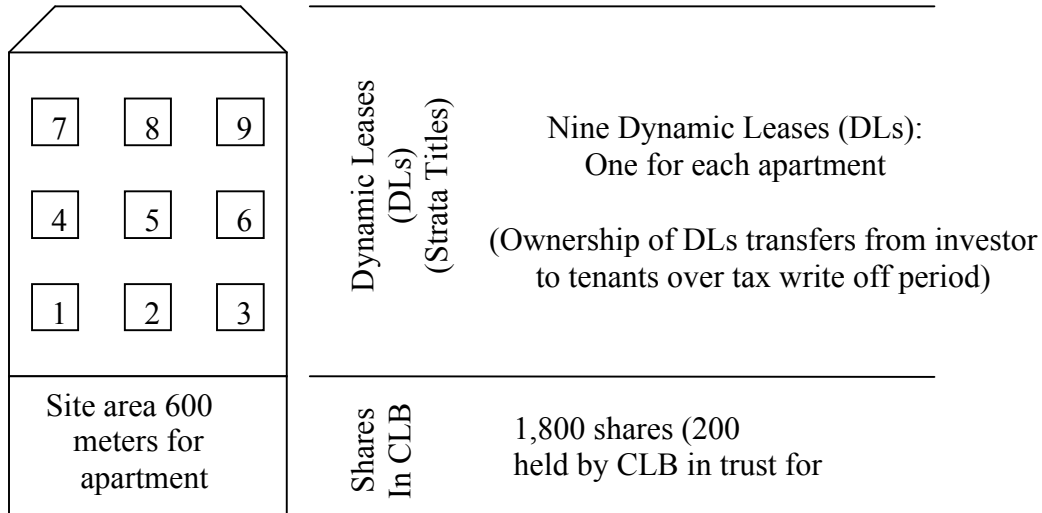 7 8 9
4 5 6
1 2 3
Site area 600
meters for
apartment
Dynamic Leases
(DLs)
(Strata Titles)
Nine Dynamic Leases (DLs):
One for each apartment
(Ownership of DLs transfers from investor
to tenants over tax write off period)
Shares
In CLB
1,800 shares (200
held by CLB in trust for